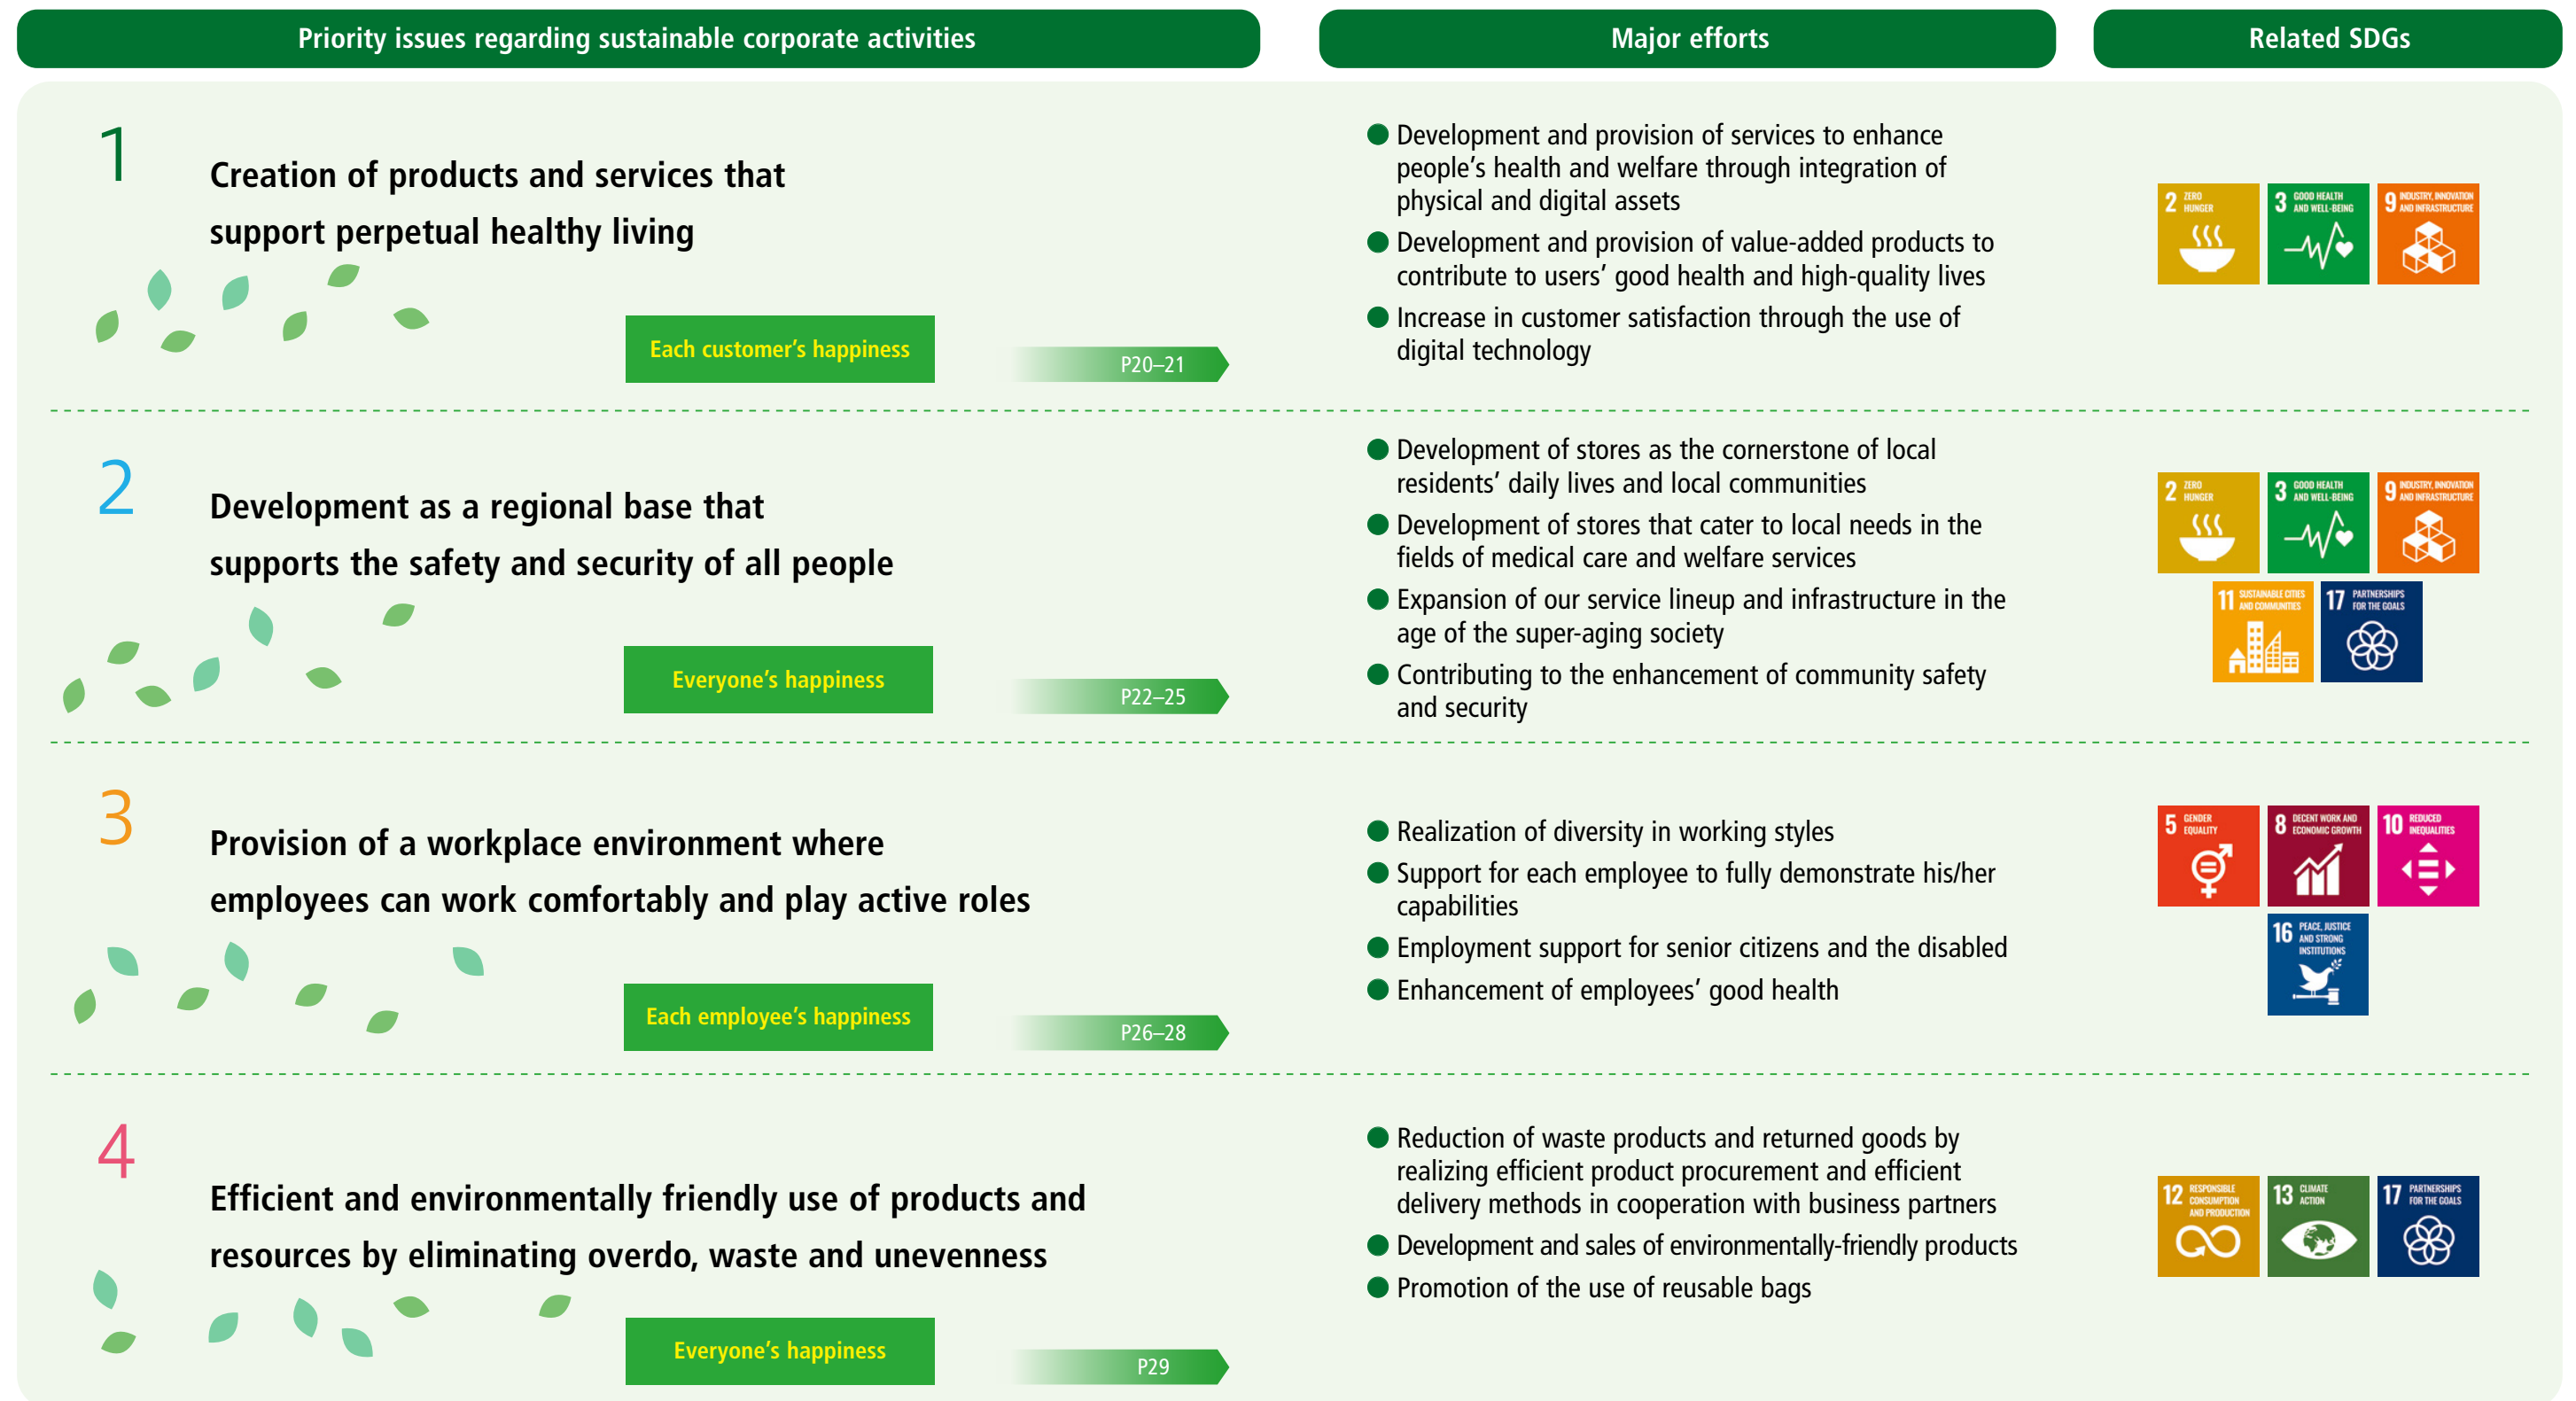 Priority issues regarding sustainable corporate activities
Major efforts
Related SDGs
1
Creation of products and services that
support perpetual healthy living
Each customer’s happiness
P20–21
● Development and provision of services to enhance
people’s health and welfare through integration of
physical and digital assets
● Development and provision of value-added products to
contribute to users’ good health and high-quality lives
● Increase in customer satisfaction through the use of
digital technology
2 ZERO
HUNGER
3 GOOD HEALTH
AND WELL-BEING
9 INDUSTRY, INNOVATION
AND INFRASTRUCTURE
2
Development as a regional base that
supports the safety and security of all people
Everyone’s happiness
P22–25
● Development of stores as the cornerstone of local
residents’ daily lives and local communities
● Development of stores that cater to local needs in the
fields of medical care and welfare services
● Expansion of our service lineup and infrastructure in the
age of the super-aging society
● Contributing to the enhancement of community safety
and security
2 ZERO
HUNGER
3 GOOD HEALTH
AND WELL-BEING
9 INDUSTRY, INNOVATION
AND INFRASTRUCTURE
11 SUSTAINABLE CITIES
AND COMMUNITIES
17 PARTNERSHIPS
FOR THE GOALS
3
Provision of a workplace environment where
employees can work comfortably and play active roles
Each employee’s happiness
P26–28
● Realization of diversity in working styles
● Support for each employee to fully demonstrate his/her
capabilities
● Employment support for senior citizens and the disabled
● Enhancement of employees’ good health
5 GENDER
EQUALITY
8 DECENT WORK AND
ECONOMIC GROWTH
10 REDUCED
INEQUALITIES
16 PEACE, JUSTICE
AND STRONG
INSTITUTIONS
4
Efficient and environmentally friendly use of products and
resources by eliminating overdo, waste and unevenness
Everyone’s happiness
P29
● Reduction of waste products and returned goods by
realizing efficient product procurement and efficient
delivery methods in cooperation with business partners
● Development and sales of environmentally-friendly products
● Promotion of the use of reusable bags
12 RESPONSIBLE
CONSUMPTION
AND PRODUCTION
13 CLIMATE
ACTION
17 PARTNERSHIPS
FOR THE GOALS